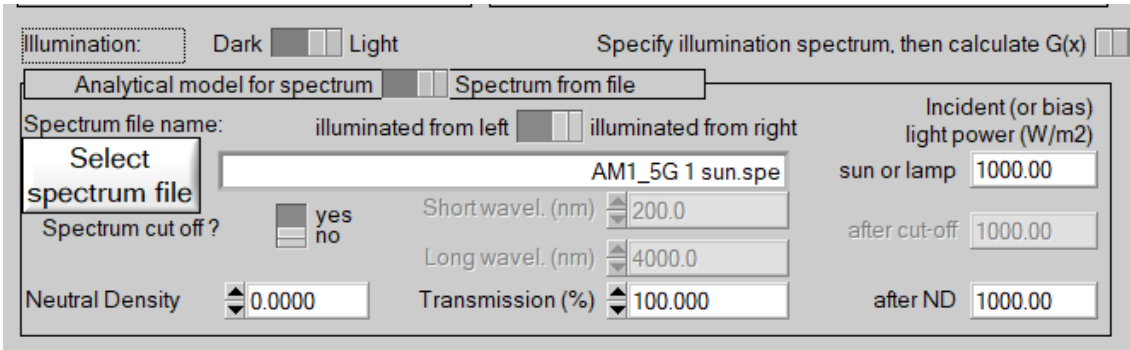 Illumination: Dark Light Specify illumination spectrum, then calculate G(x)
Analytical model for spectrum Spectrum from file
Spectrum file name: illuminated from left illuminated from right Incident (or bias) light power (W/m2)
Select spectrum file AM1_5G 1 sun.spe sun or lamp 1000.00
Spectrum cut off ? yes no Short wavel. (nm) 200.0 after cut-off 1000.00
Long wavel. (nm) 4000.0
Neutral Density 0.0000 Transmission (%) 100.000 after ND 1000.00